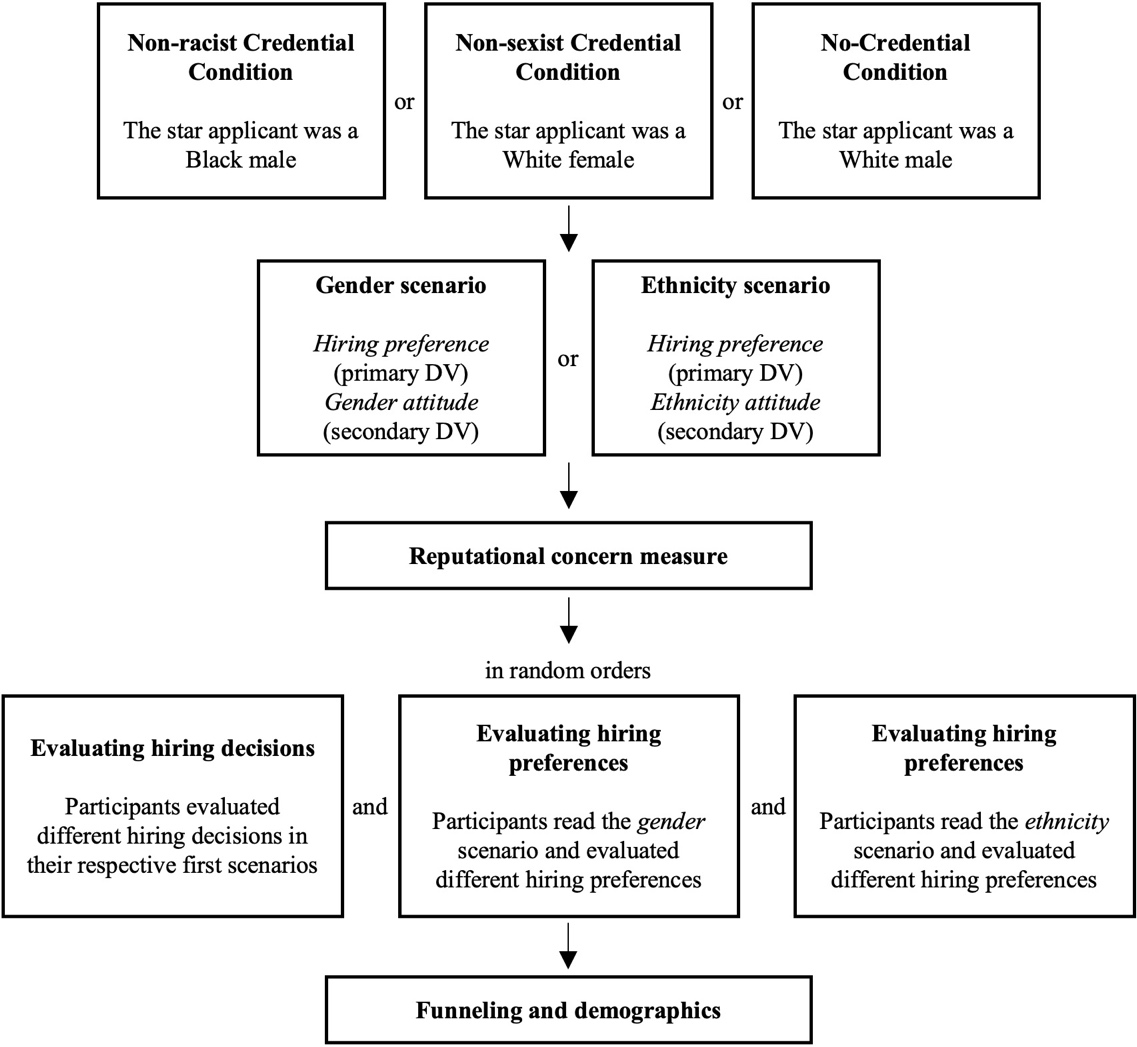 Non-racist Credential
Condition
The star applicant was a
Black male
or
Non-sexist Credential
Condition
The star applicant was a
White female
or
No-Credential
Condition
The star applicant was a
White male
Gender scenario
Hiring preference
(primary DV)
Gender attitude
(secondary DV)
or
Ethnicity scenario
Hiring preference
(primary DV)
Ethnicity attitude
(secondary DV)
Reputational concern measure
in random orders
Evaluating hiring decisions
Participants evaluated
different hiring decisions in
their respective first scenarios
and
Evaluating hiring
preferences
Participants read the gender
scenario and evaluated
different hiring preferences
and
Evaluating hiring
preferences
Participants read the ethnicity
scenario and evaluated
different hiring preferences
Funneling and demographics